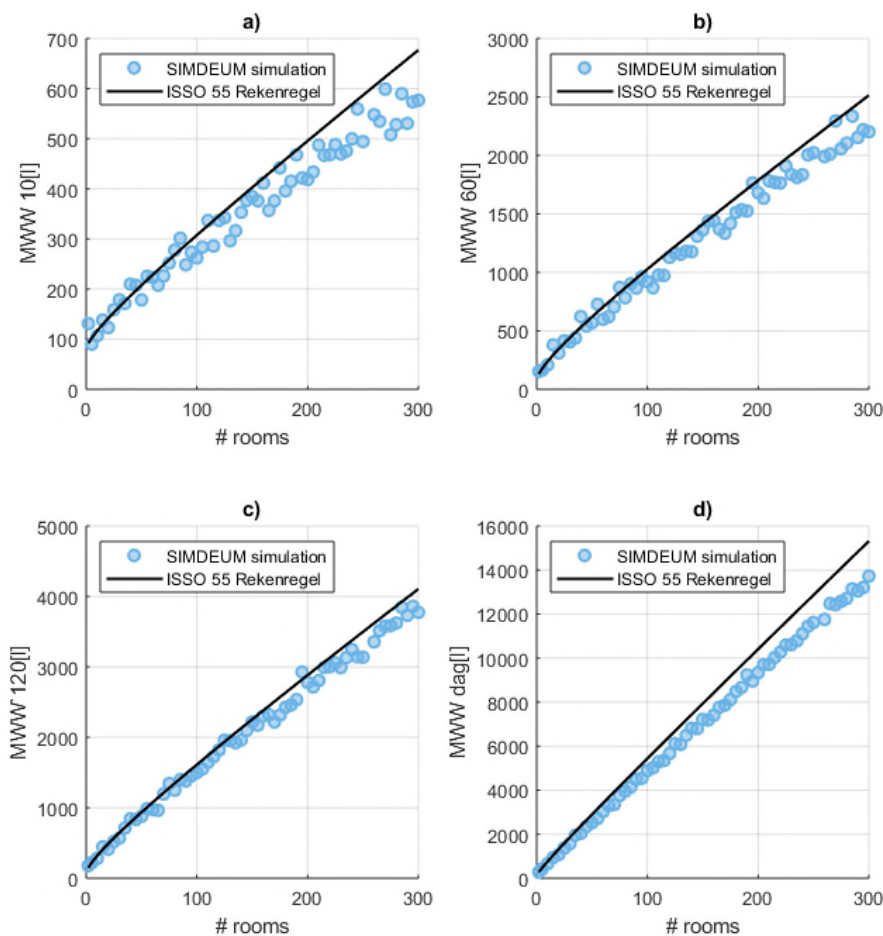 a)
700
600
500
400
300
200
100
0
MWW 10[l]
SIMDEUM simulation
ISSO 55 Rekenregel
0 100 200 300
# rooms
b)
3000
2500
2000
1500
1000
500
0
MWW 60[l]
SIMDEUM simulation
ISSO 55 Rekenregel
0 100 200 300
# rooms
c)
5000
4000
3000
2000
1000
0
MWW 120[l]
SIMDEUM simulation
ISSO 55 Rekenregel
0 100 200 300
# rooms
d)
16000
14000
12000
10000
8000
6000
4000
2000
0
MWW dag[l]
SIMDEUM simulation
ISSO 55 Rekenregel
0 100 200 300
# rooms